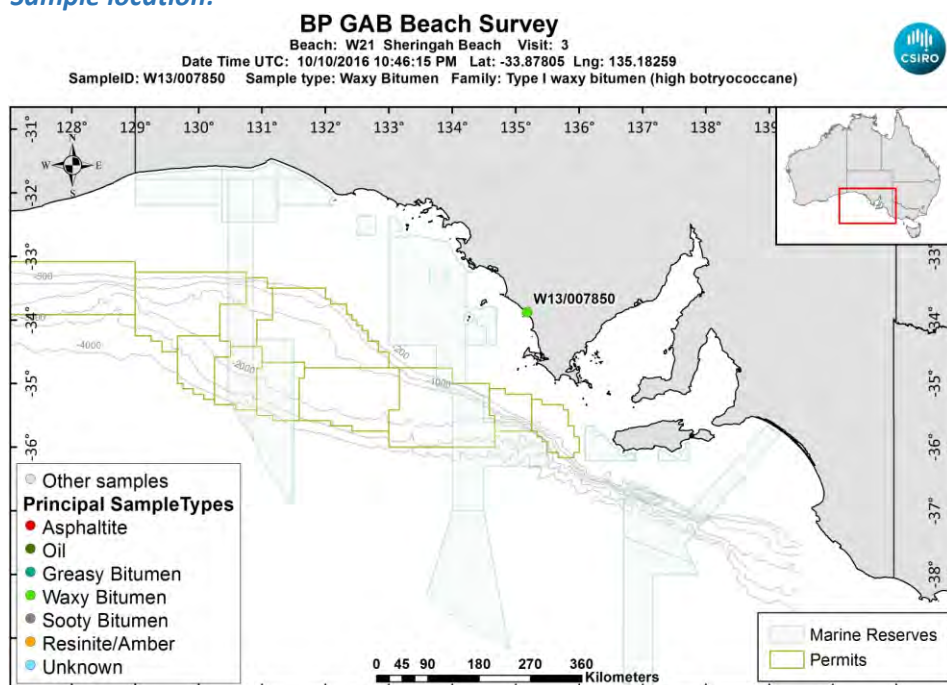 Sample location:
BP GAB Beach Survey
Beach: W21 Sheringah Beach Visit: 3
Date Time UTC: 10/10/2016 10:46:15 PM Lat: -33.87805 Lng: 135.18259
SampleID: W13/007850 Sample type: Waxy Bitumen Family: Type I waxy bitumen (high botryococcane)
CSIRO
128° 129° 130° 131° 132° 133° 134° 135° 136° 137° 138° 139
-31°
-32°
-33°
-34°
-35°
-36°
-37°
-38°
-31°
-32°
-33°
-34°
-35°
-36°
-37°
-38°
N
W E
S
W13/007850
-200
-4000
-2000
-200
-1000
Other samples
Principal SampleTypes
Asphaltite
Oil
Greasy Bitumen
Waxy Bitumen
Sooty Bitumen
Resinite/Amber
Unknown
0 45 90 180 270 360
Kilometers
Marine Reserves
Permits